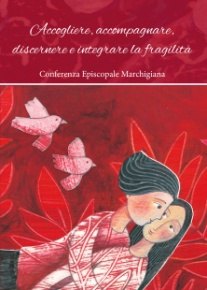 Accogliere, accompagnare,
discernere e integrare la fragilità
Conferenza Episcopale Marchigiana